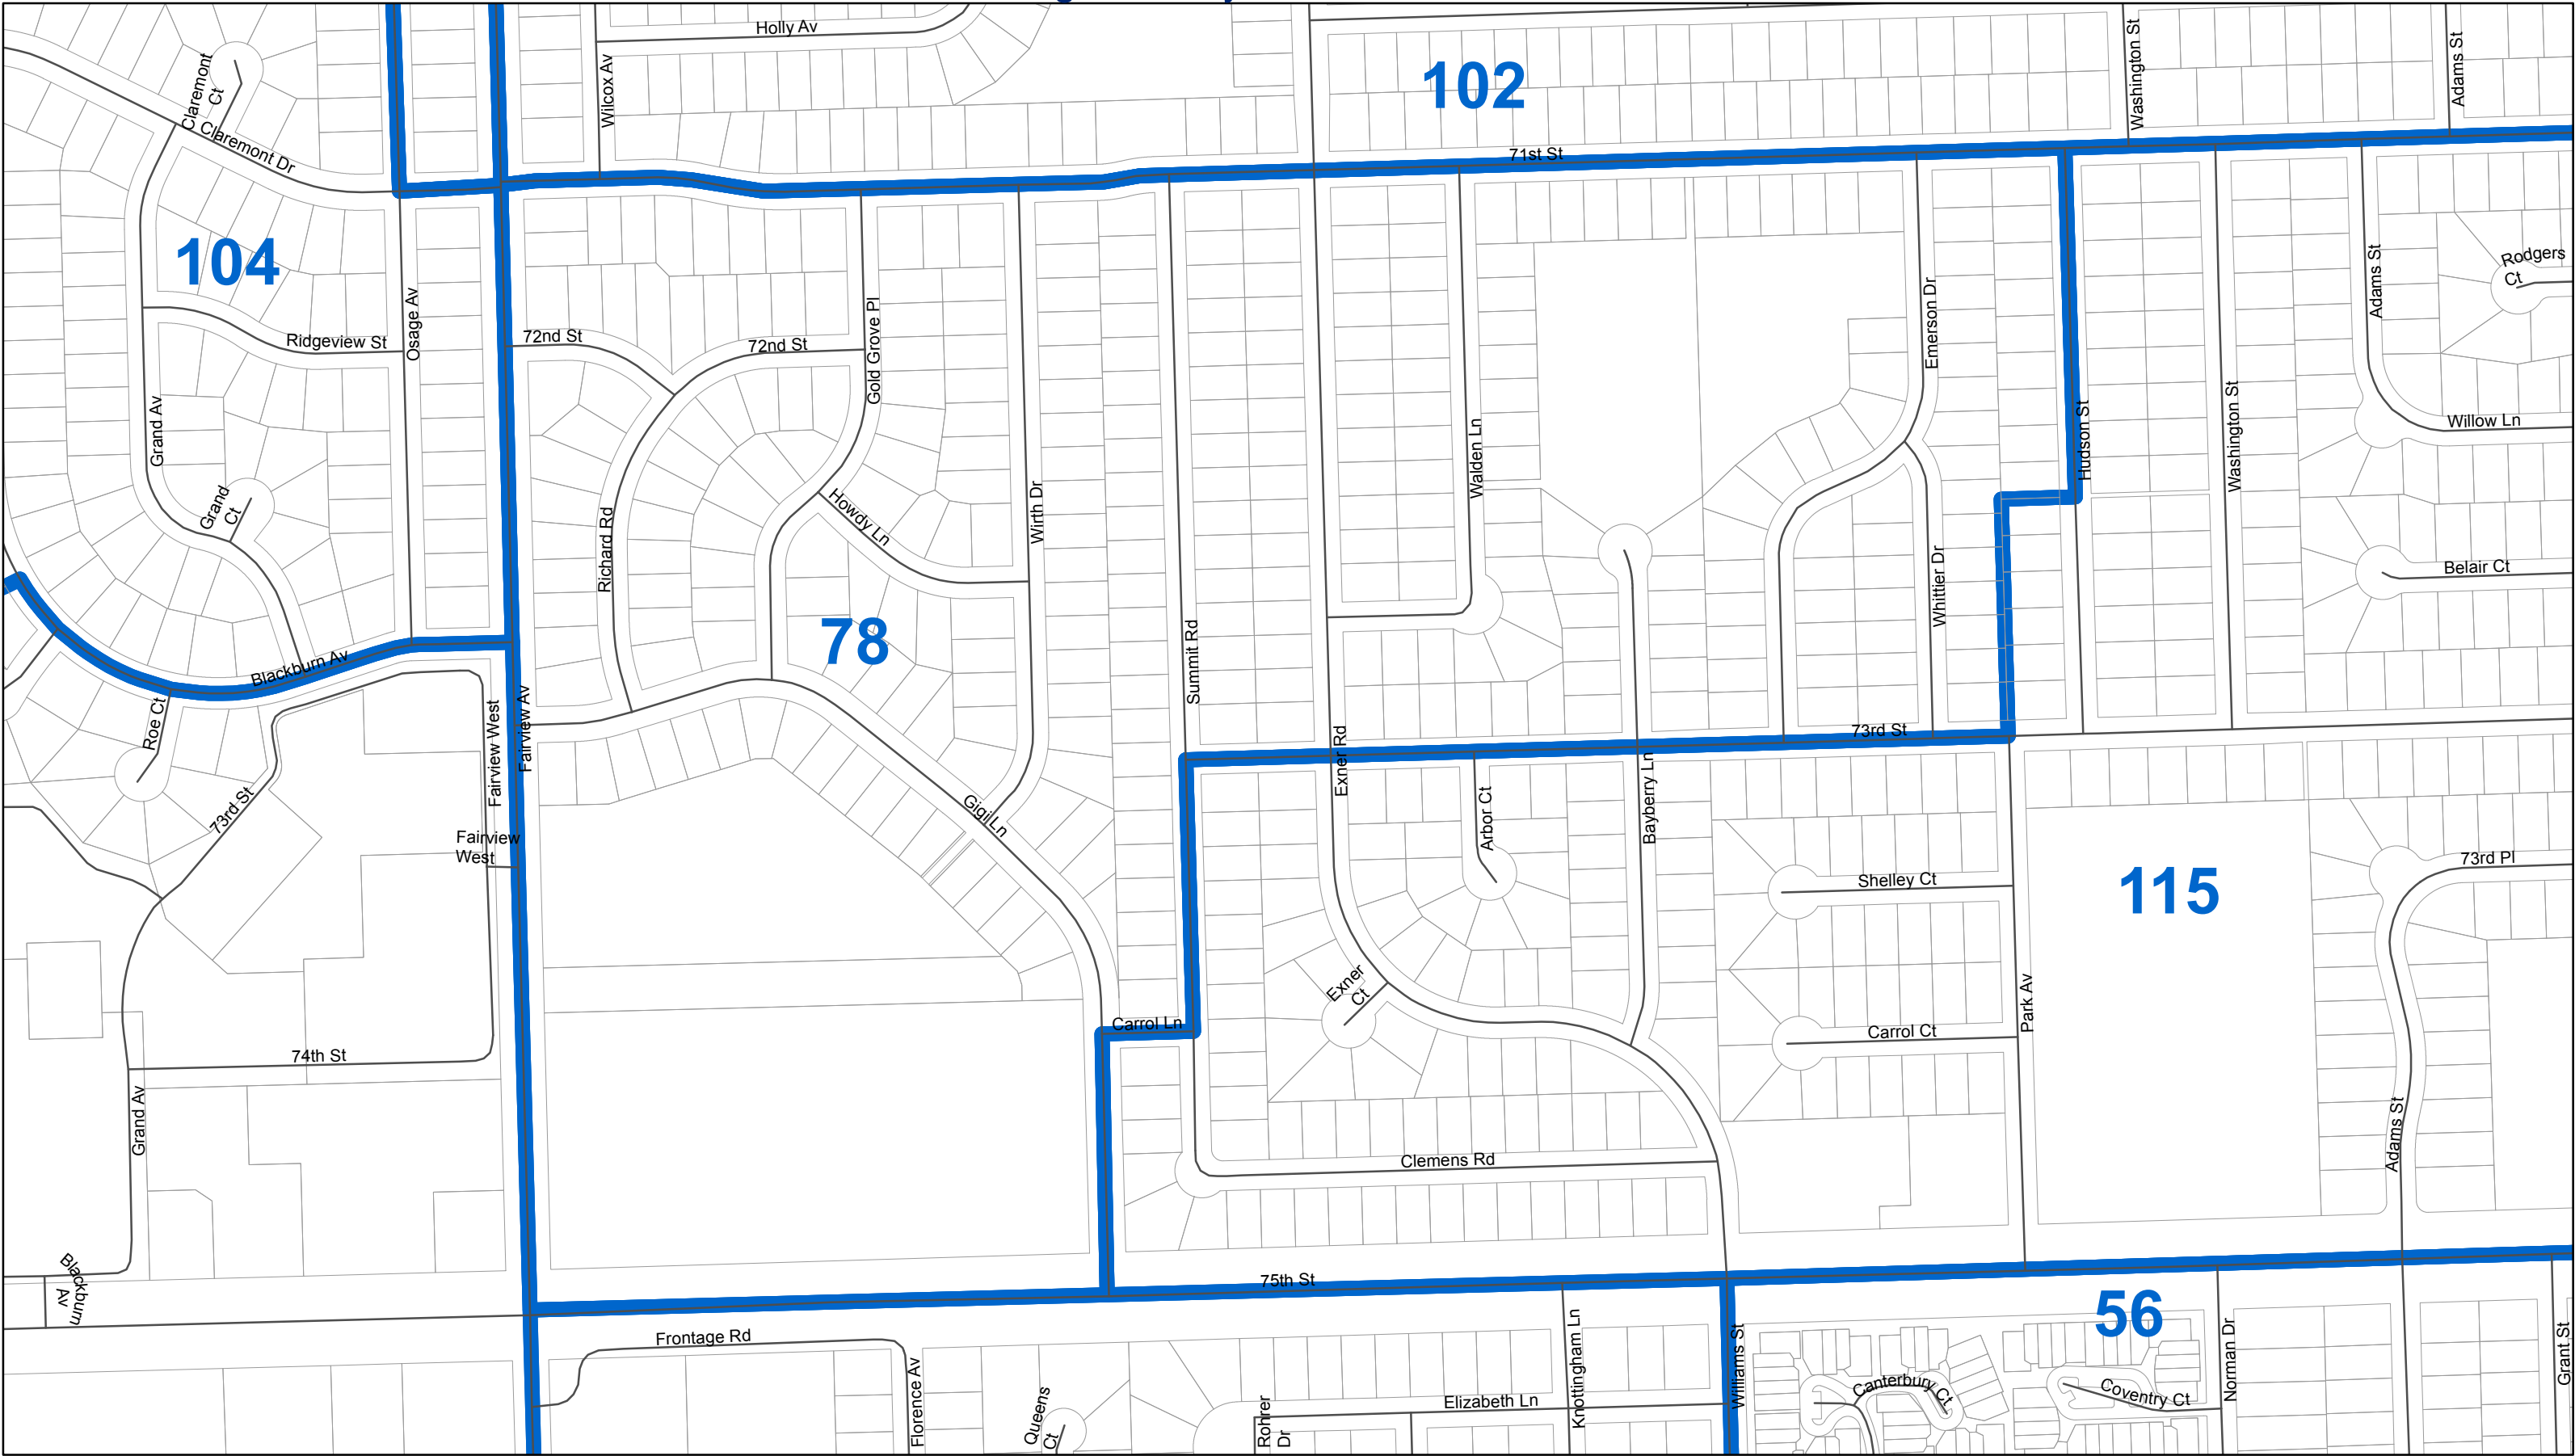 Holly Av
Wilcox Av
102
Washington St
Adams St
Claremont
Ct
Claremont Dr
71st St
104
Osage Av
Ridgeview St
72nd St
72nd St
Gold Grove Pl
Emerson Dr
Adams St
Rodgers
Ct
Grand Av
Grand
Ct
Walden Ln
Hudson St
Washington St
Willow Ln
Howdy Ln
Wirth Dr
Richard Rd
Whittier Dr
Belair Ct
78
Summit Rd
Blackburn Av
Roe Ct
Fairview West
Fairview Av
Exner Rd
73rd St
73rd St
Gigi Ln
Arbor Ct
Bayberry Ln
Fairview
West
Shelley Ct
115
73rd Pl
Exner
Ct
Carrol Ln
Carrol Ct
Park Av
74th St
Grand Av
Clemens Rd
Adams St
Blackburn
Av
75th St
56
Frontage Rd
Florence Av
Queens
Ct
Rohrer
Dr
Elizabeth Ln
Knottingham Ln
Williams St
Canterbury Ct
Coventry Ct
Norman Dr
Grant St